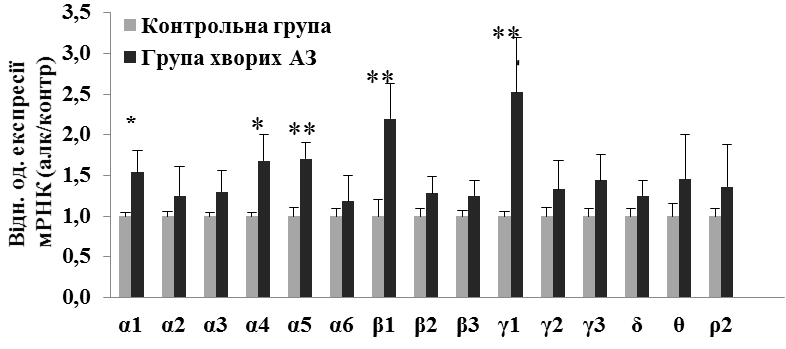 Відн. од. експресії
мРНК (алк/контр)
3,5
3,0
2,5
2,0
1,5
1,0
0,5
0,0
Контрольна група
Група хворих АЗ
*
*
**
**
**
α1 α2 α3 α4 α5 α6 β1 β2 β3 γ1 γ2 γ3 δ θ ρ2